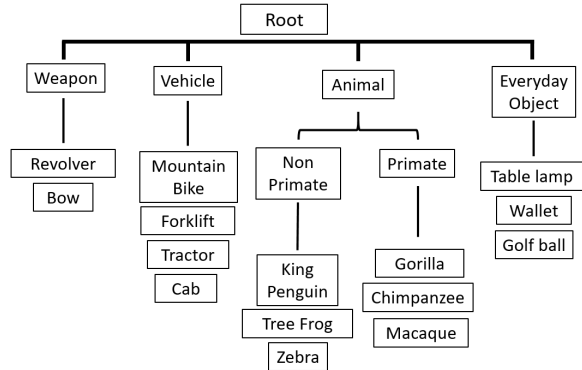 Root
Weapon
Vehicle
Animal
Everyday
Object
Revolver
Bow
Mountain
Bike
Forklift
Tractor
Cab
Non
Primate
Primate
King
Penguin
Tree Frog
Zebra
Gorilla
Chimpanzee
Macaque
Table lamp
Wallet
Golf ball